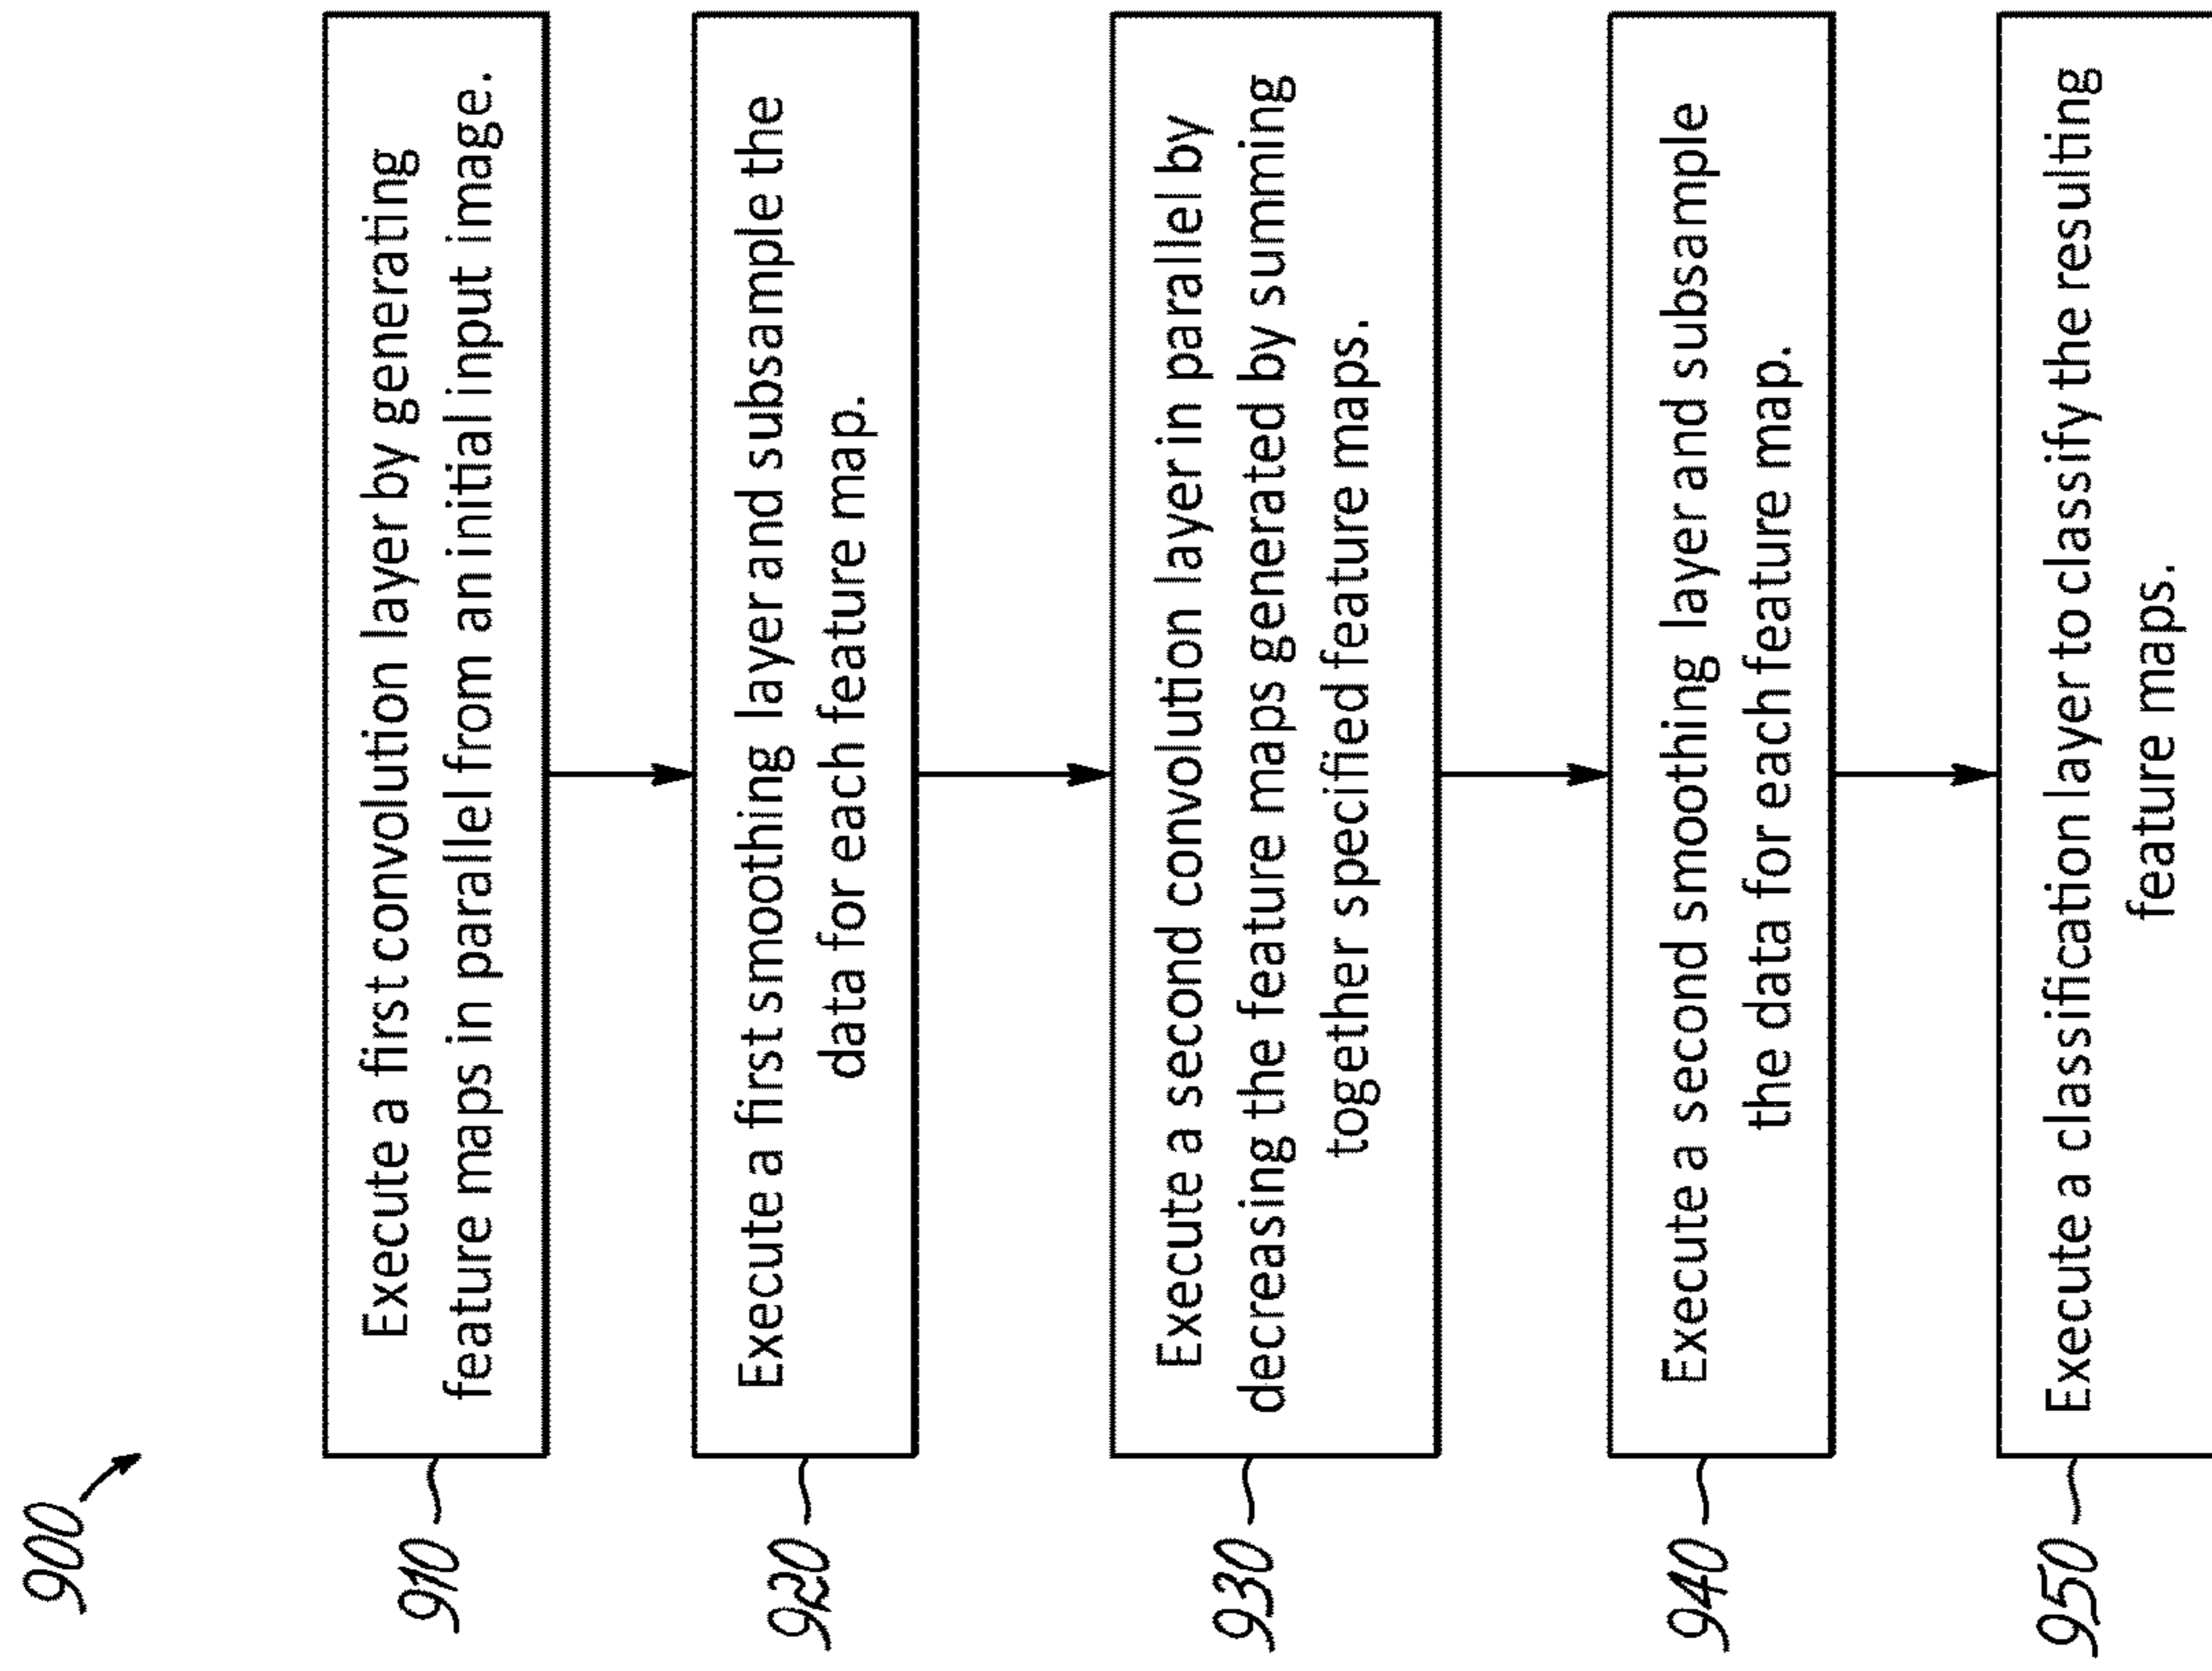 900
910
Execute a first convolution layer by generating
feature maps in parallel from an initial input image.
920
Execute a first smoothing layer and subsample the
data for each feature map.
930
Execute a second convolution layer in parallel by
decreasing the feature maps generated by summing
together specified feature maps.
940
Execute a second smoothing layer and subsample
the data for each feature map.
950
Execute a classification layer to classify the resulting
feature maps.